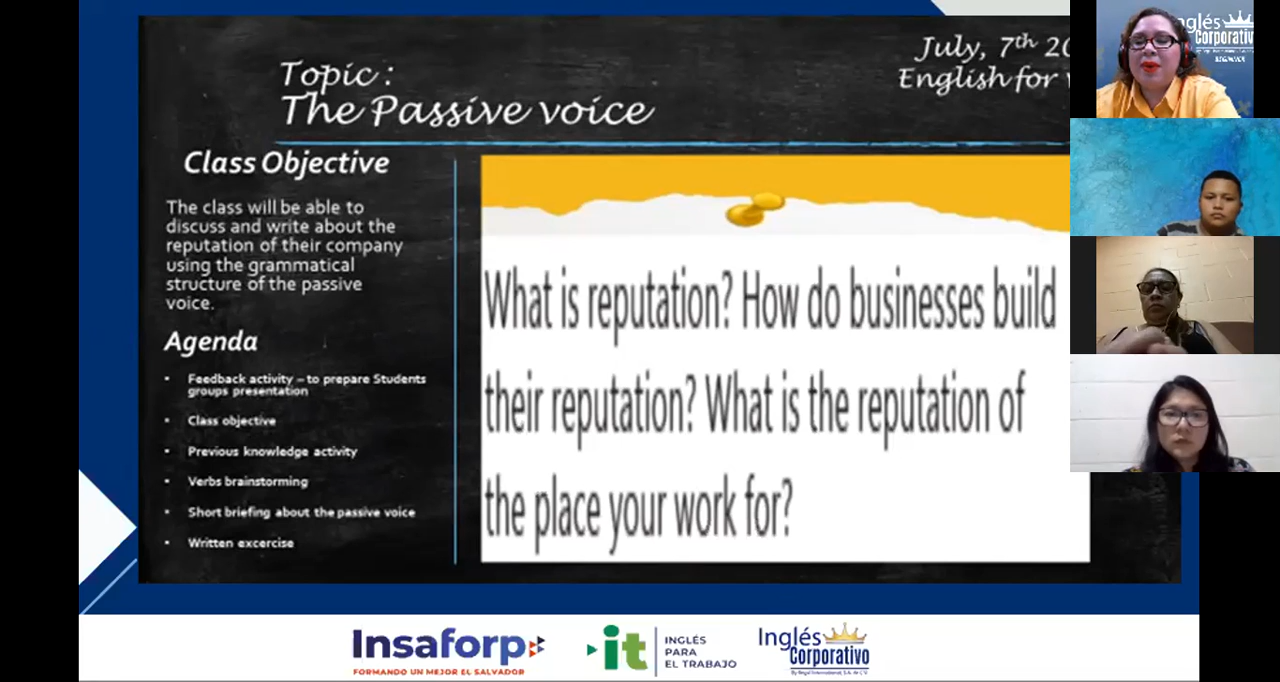 Topic :
The Passive voice
July, 7th
English for
Class Objective
The class will be able to
discuss and write about the
reputation of their company
using the grammatical
structure of the passive
voice.
Agenda
• Feedback activity – to prepare Students
groups presentation
• Class objective
• Previous knowledge activity
• Verbs brainstorming
• Short briefing about the passive voice
• Written excercise
What is reputation? How do businesses build
their reputation? What is the reputation of
the place your work for?
Inglés
Corporativo
Insaforp
FORMANDO UN MEJOR EL SALVADOR
it
INGLÉS
PARA
EL TRABAJO
Inglés
Corporativo
By Regal International, S.A. de C.V.